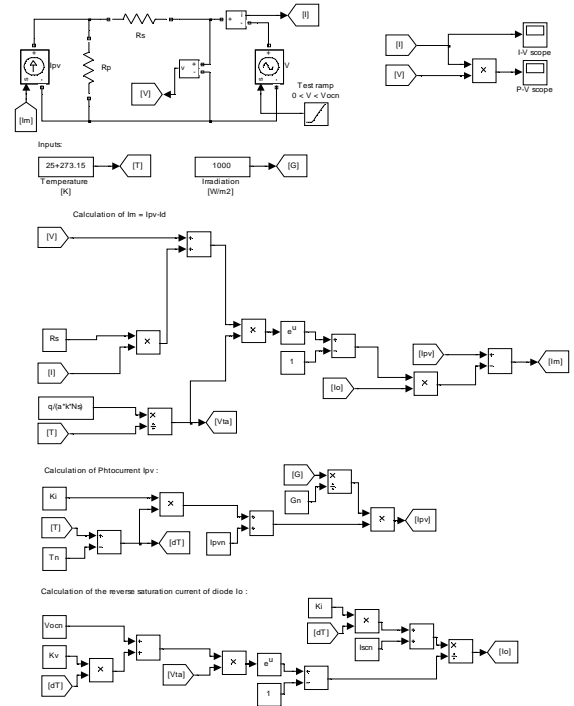 [I]
Rs
+ i
-
Ipv
Rp
v +
-
V
[V]
Test ramp
0 < V < Vocn
[Im]
[I]
[V]
×
I-V scope
P-V scope
Inputs:
25+273.15
[T]
1000
[G]
Temperature
[K]
Irradiation
[W/m2]
Calculation of Im = Ipv-Id
[V]
+
+
Rs
[I]
×
×
e^u
1
+
-
[Io]
×
[Ipv]
+
-
[Im]
q/(a*k*Ns)
[T]
×
÷
[Vta]
Calculation of Phtocurrent Ipv :
Ki
×
[G]
Gn
×
÷
[T]
Tn
+
-
[dT]
Ipvn
+
+
×
[Ipv]
Calculation of the reverse saturation current of diode Io :
Vocn
Kv
[dT]
×
+
+
[Vta]
×
e^u
1
+
-
Ki
[dT]
×
Iscn
+
+
×
÷
[Io]